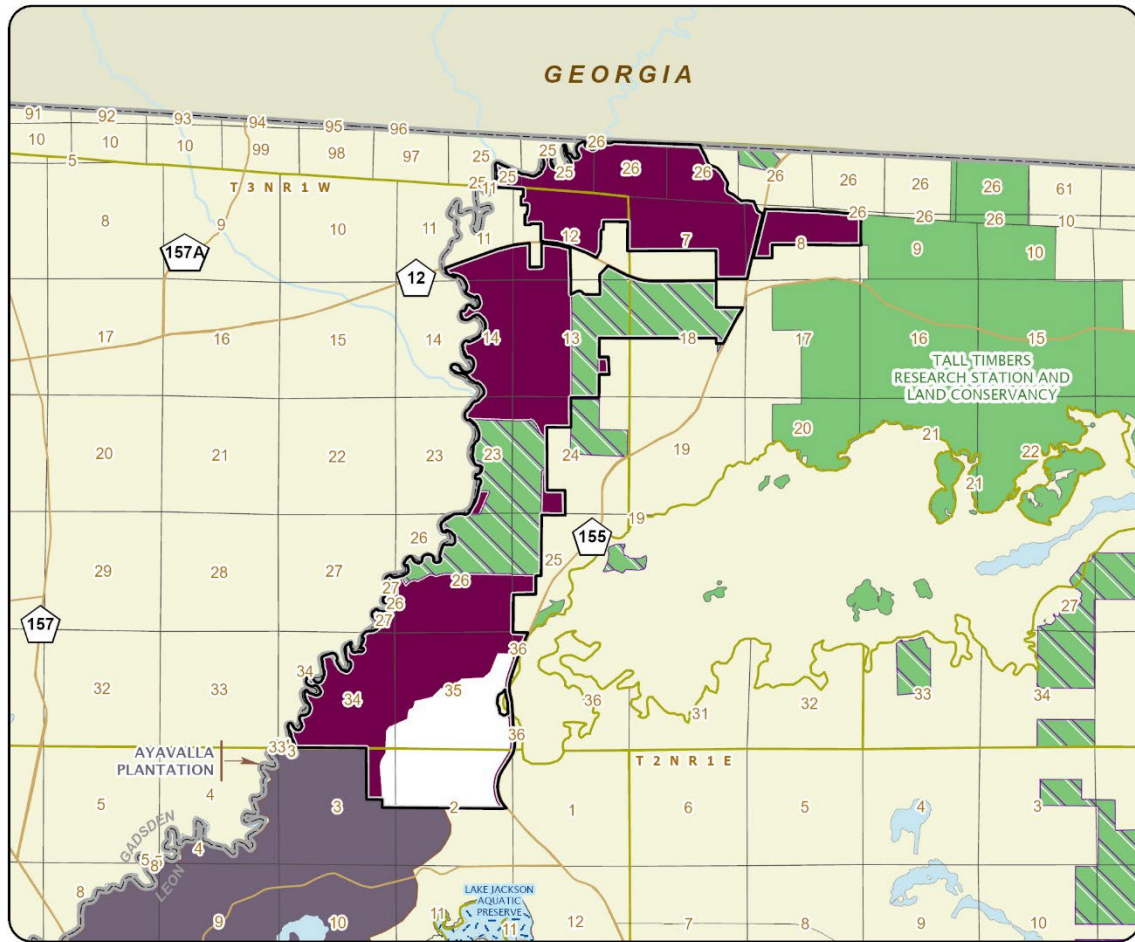 GEORGIA
91 92 93 94 95 96 26
10 10 10 99 98 97 25 25 26 26 26
5 25 25 26 26 26 61
T 3 N R 1 W 25 11 26 26 26 10
8 9 10 11 11 12 7 8 9 10
157A
12
17 16 15 14 14 13 18 17 16 15
TALL TIMBERS
RESEARCH STATION AND
LAND CONSERVANCY
20 21 22 23 23 24 19 20 21 22
21
19
155
29 28 27 26 26 25
27 26 27 27
157
36
32 33 34 34 35 36 31 32 33 34
36
33 3
AYAVALLA
PLANTATION
T 2 N R 1 E
5 4 3 2 1 6 5 4 3
GADSDEN
LEON
5 5 8 4
8
LAKE JACKSON
AQUATIC
PRESERVE
9 10 11 11 12 7 8 9 10